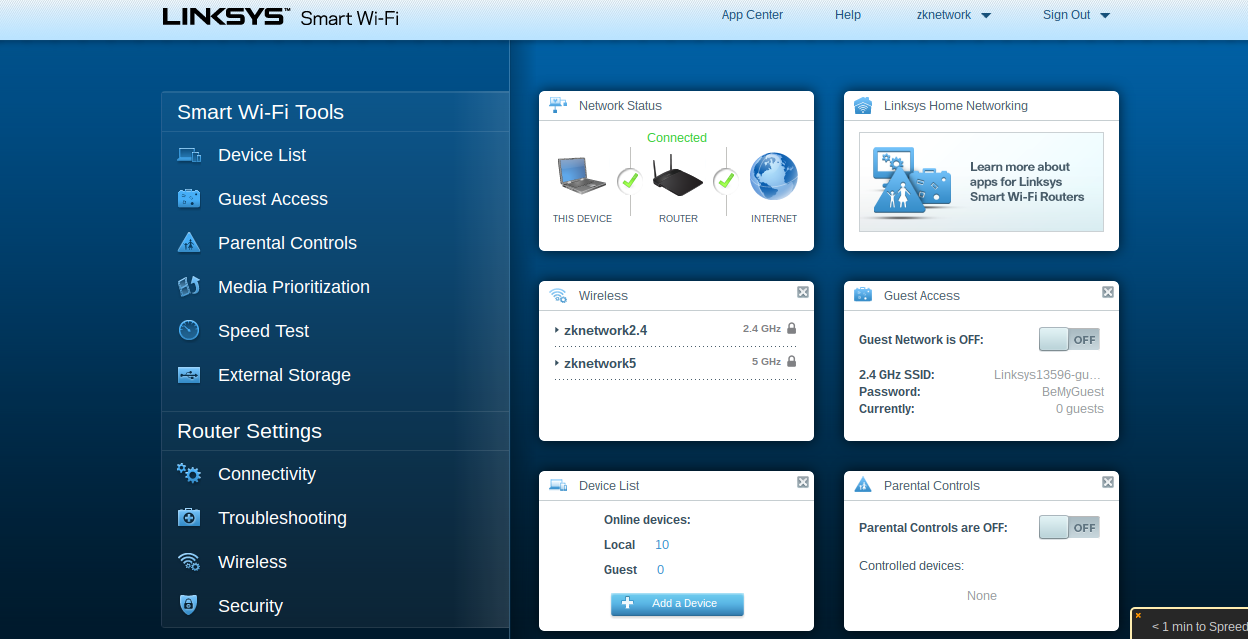 LINKSYS™ Smart Wi-Fi
App Center Help zknetwork Sign Out
Smart Wi-Fi Tools
Device List
Guest Access
Parental Controls
Media Prioritization
Speed Test
External Storage
Router Settings
Connectivity
Troubleshooting
Wireless
Security
Network Status
Connected
THIS DEVICE ROUTER INTERNET
Linksys Home Networking
Learn more about
apps for Linksys
Smart Wi-Fi Routers
Wireless
zknetwork2.4 2.4 GHz
zknetwork5 5 GHz
Guest Access
Guest Network is OFF: OFF
2.4 GHz SSID: Linksys13596-gu...
Password: BeMyGuest
Currently: 0 guests
Device List
Online devices:
Local 10
Guest 0
Add a Device
Parental Controls
Parental Controls are OFF: OFF
Controlled devices:
None
< 1 min to Spreed